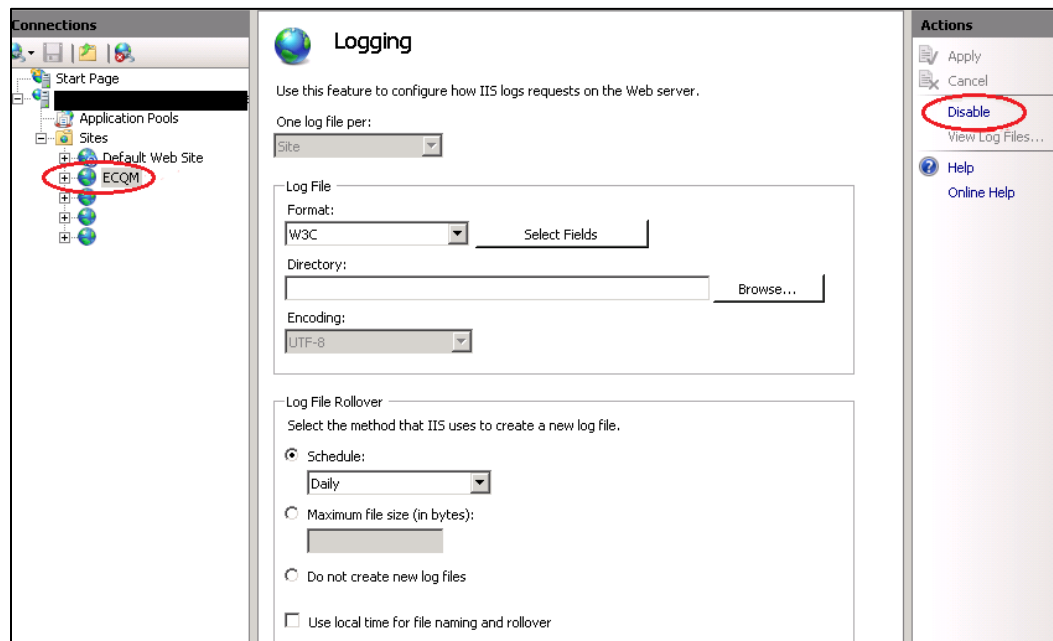 Connections
Start Page
Application Pools
Sites
Default Web Site
ECQM
Logging
Use this feature to configure how IIS logs requests on the Web server.
One log file per:
Site
Log File
Format:
W3C
Select Fields
Directory:
Browse...
Encoding:
UTF-8
Log File Rollover
Select the method that IIS uses to create a new log file.
Schedule:
Daily
Maximum file size (in bytes):
Do not create new log files
Use local time for file naming and rollover
Actions
Apply
Cancel
Disable
View Log Files...
Help
Online Help